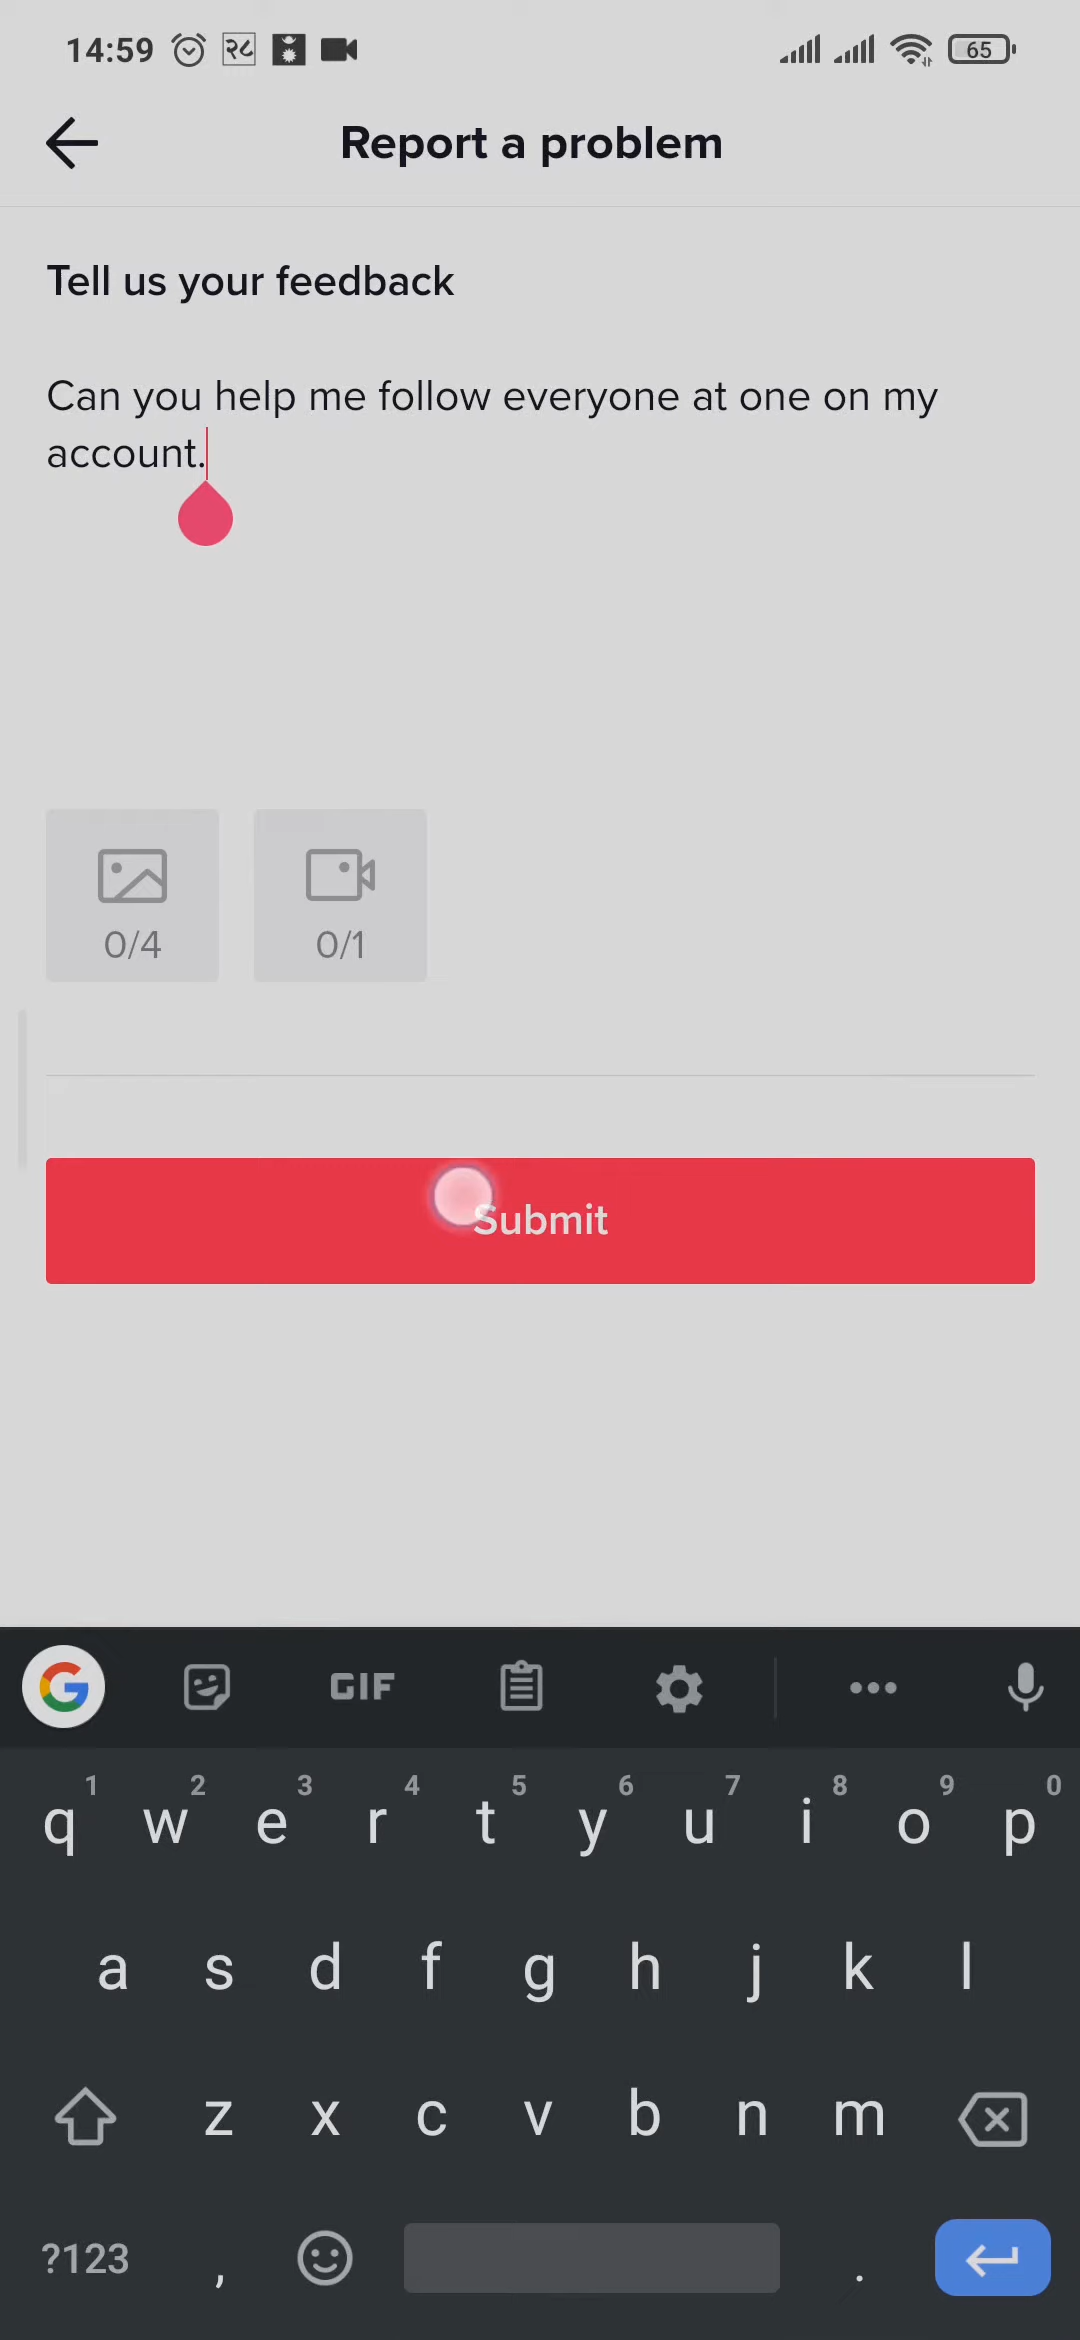 14:59 २८ 65
Report a problem
Tell us your feedback
Can you help me follow everyone at one on my
account.
0/4 0/1
Submit
G GIF
1 2 3 4 5 6 7 8 9 0
q w e r t y u i o p
a s d f g h j k l
z x c v b n m
?123 , .